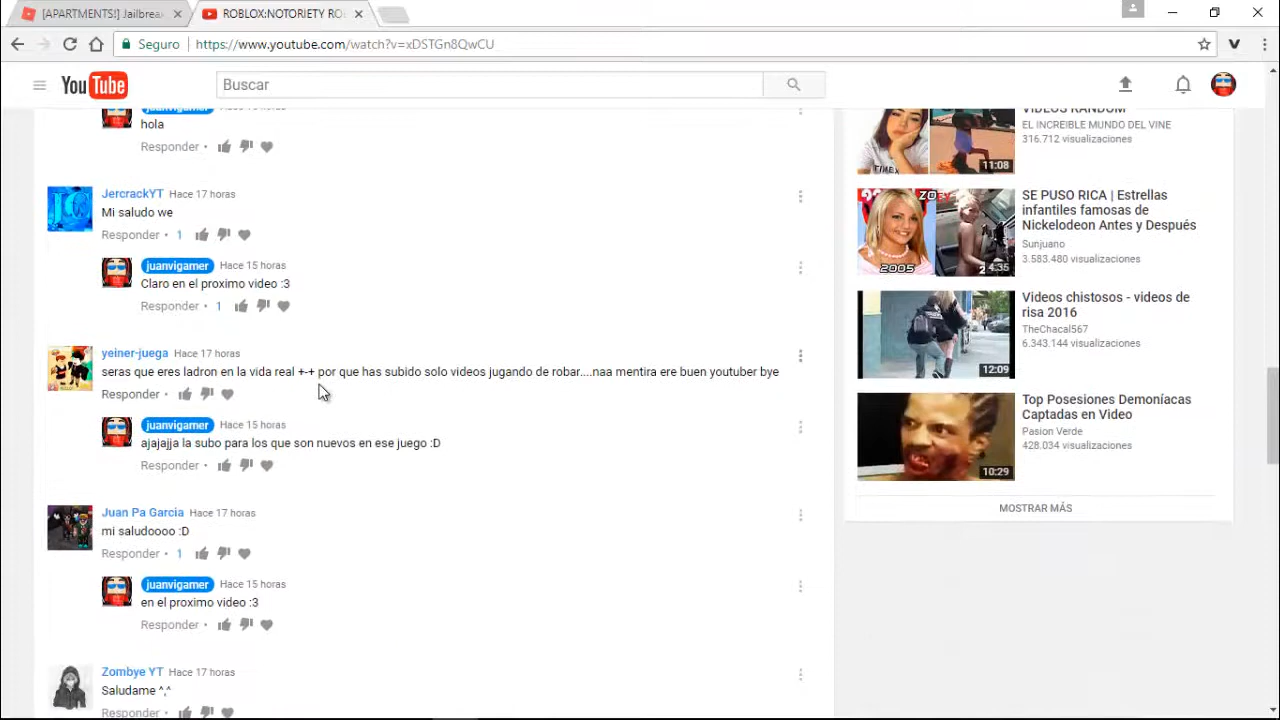 [APARTMENTS!] Jailbrea
ROBLOX:NOTORIETY RO
Seguro
https://www.youtube.com/watch?v=xDSTGn8QwCU
YouTube
Buscar
juanvigamer
hola
Responder •
JercrackYT Hace 17 horas
Mi saludo we
Responder • 1
juanvigamer Hace 15 horas
Claro en el proximo video :3
Responder • 1
yeiner-juega Hace 17 horas
seras que eres ladron en la vida real +-+ por que has subido solo videos jugando de robar....naa mentira ere buen youtuber bye
Responder •
juanvigamer Hace 15 horas
ajajajja la subo para los que son nuevos en ese juego :D
Responder •
Juan Pa Garcia Hace 17 horas
mi saludoooo :D
Responder • 1
juanvigamer Hace 15 horas
en el proximo video :3
Responder •
Zombye YT Hace 17 horas
Saludame ^,^
Responder •
VIDEOS RANDOM
EL INCREIBLE MUNDO DEL VINE
316.712 visualizaciones
11:08
SE PUSO RICA | Estrellas
infantiles famosas de
Nickelodeon Antes y Después
Sunjuano
3.583.480 visualizaciones
2005
4:35
Videos chistosos - videos de
risa 2016
TheChacal567
6.343.144 visualizaciones
12:09
Top Posesiones Demoníacas
Captadas en Video
Pasion Verde
428.034 visualizaciones
10:29
MOSTRAR MÁS